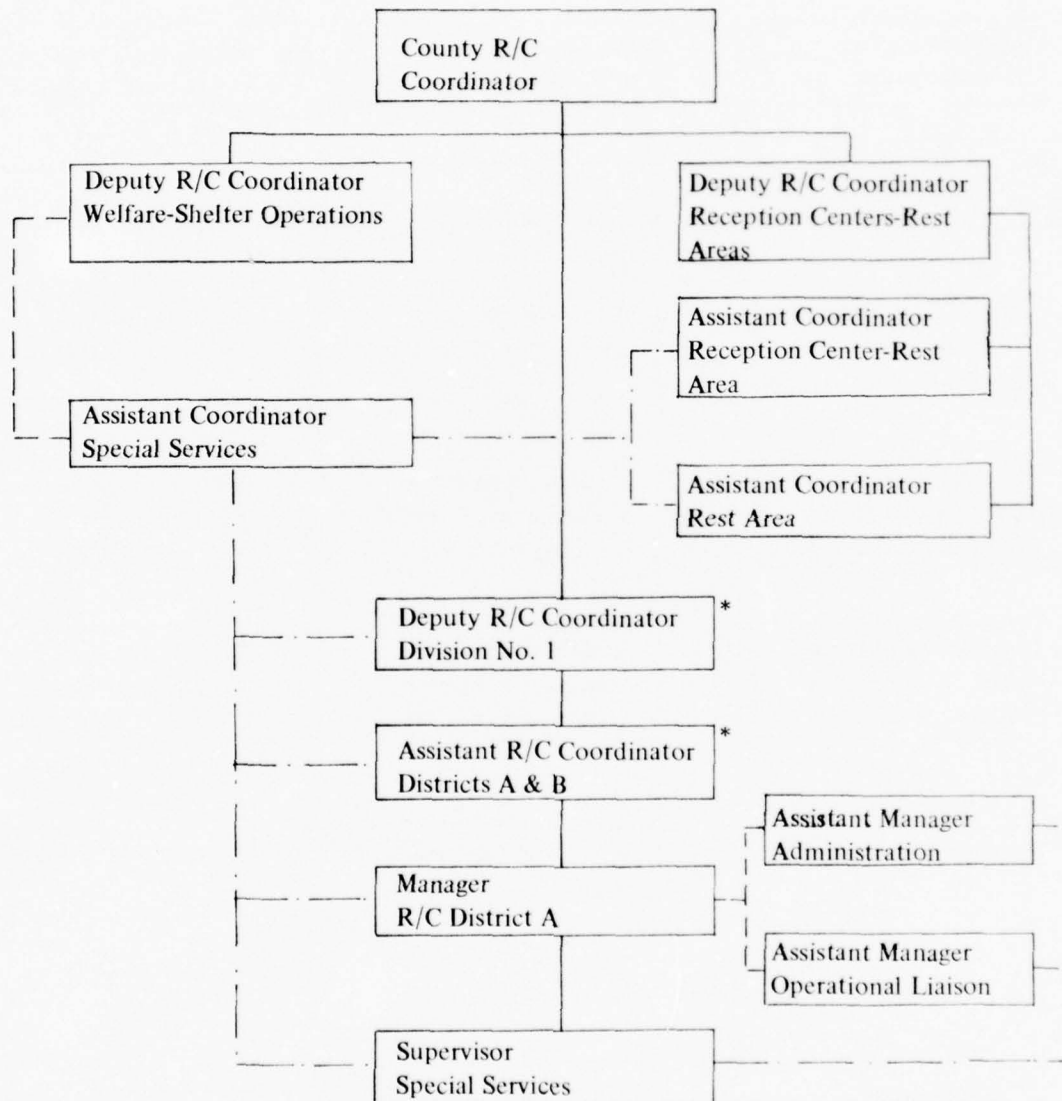 County R/C
Coordinator
Deputy R/C Coordinator
Welfare-Shelter Operations
Deputy R/C Coordinator
Reception Centers-Rest
Areas
Assistant Coordinator
Reception Center-Rest
Area
Assistant Coordinator
Special Services
Assistant Coordinator
Rest Area
Deputy R/C Coordinator *
Division No. 1
Assistant R/C Coordinator *
Districts A & B
Assistant Manager
Administration
Manager
R/C District A
Assistant Manager
Operational Liaison
Supervisor
Special Services